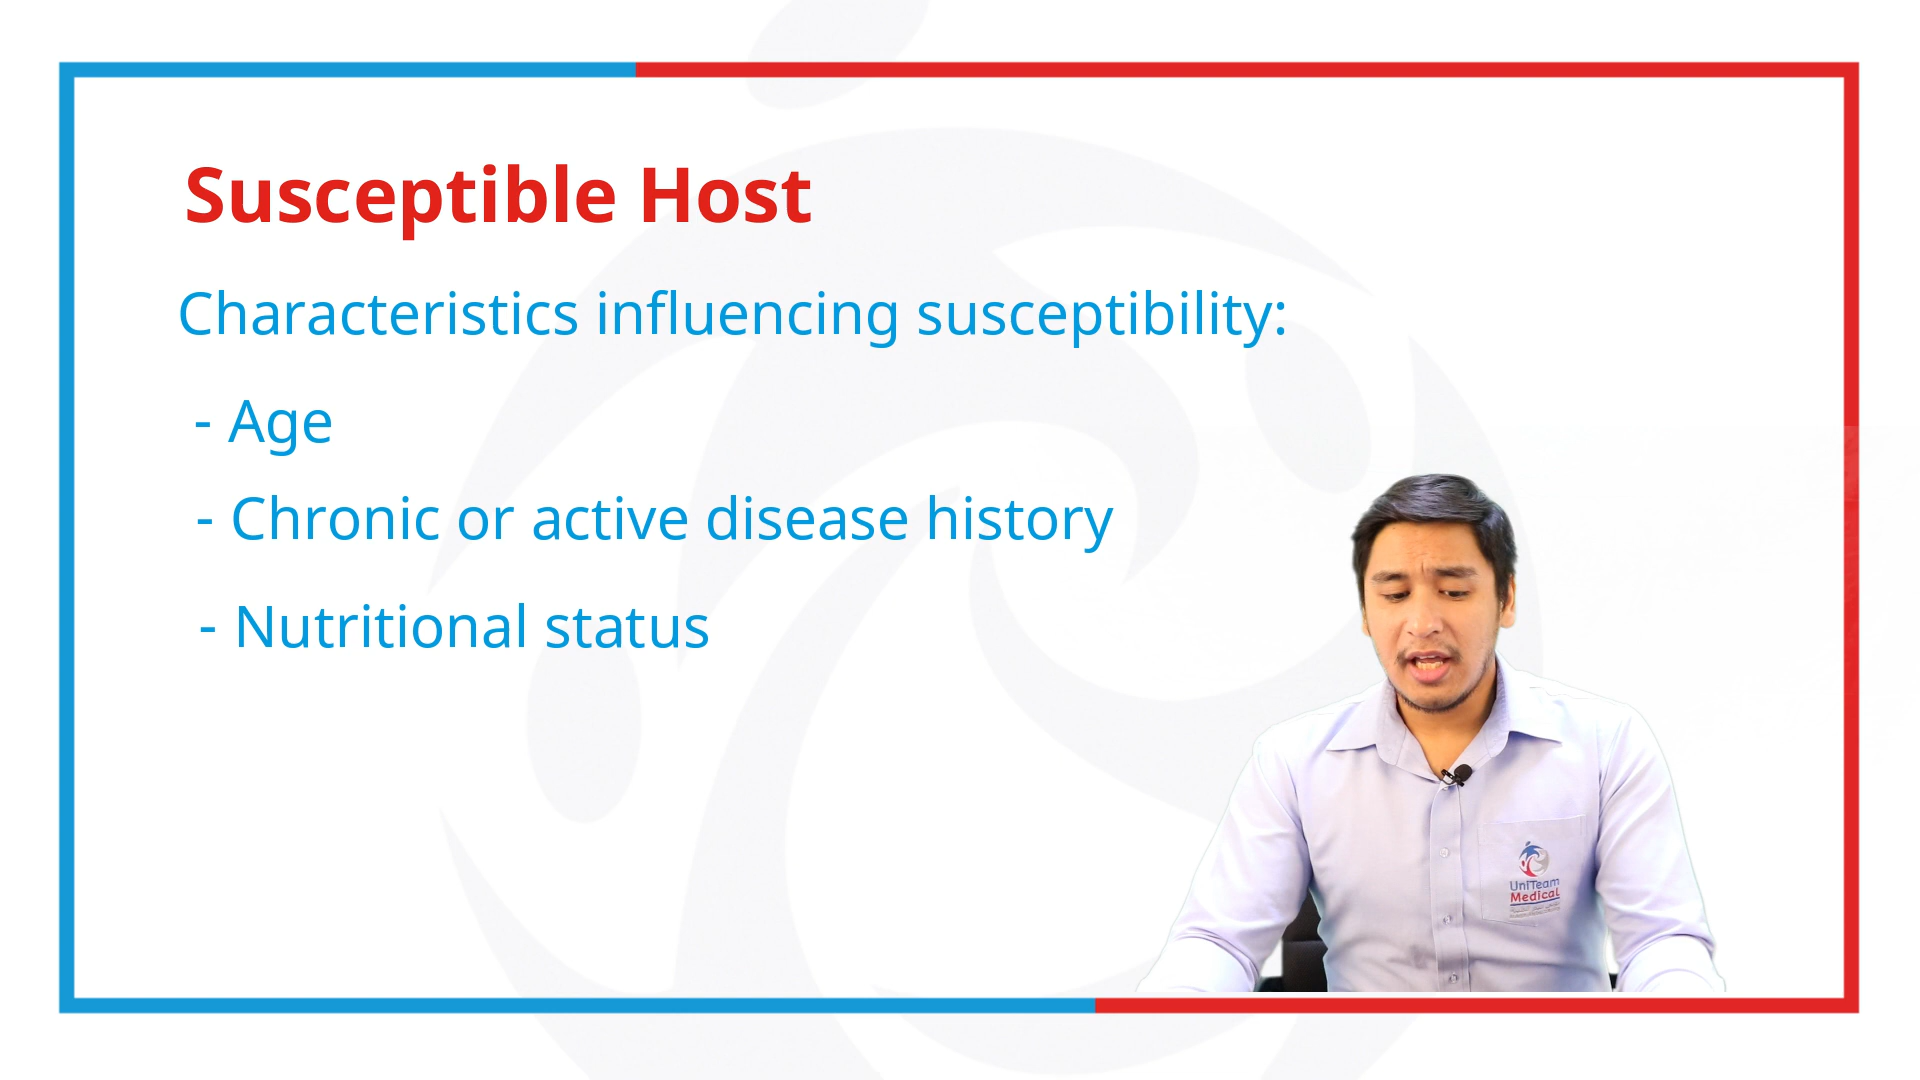 Susceptible Host
Characteristics influencing susceptibility:
- Age
- Chronic or active disease history
- Nutritional status
UniTeam
Medical